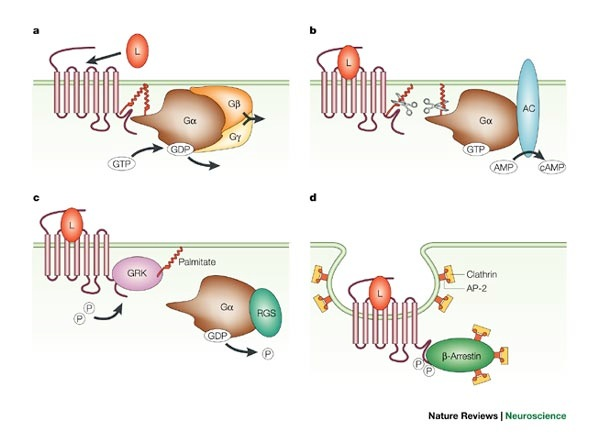 a
L
Gβ
Gα
Gγ
GTP
GDP
b
L
AC
Gα
GTP
AMP
cAMP
c
L
Palmitate
GRK
P
P
P
Gα
RGS
GDP
P
d
Clathrin
AP-2
L
β-Arrestin
P
P
Nature Reviews | Neuroscience